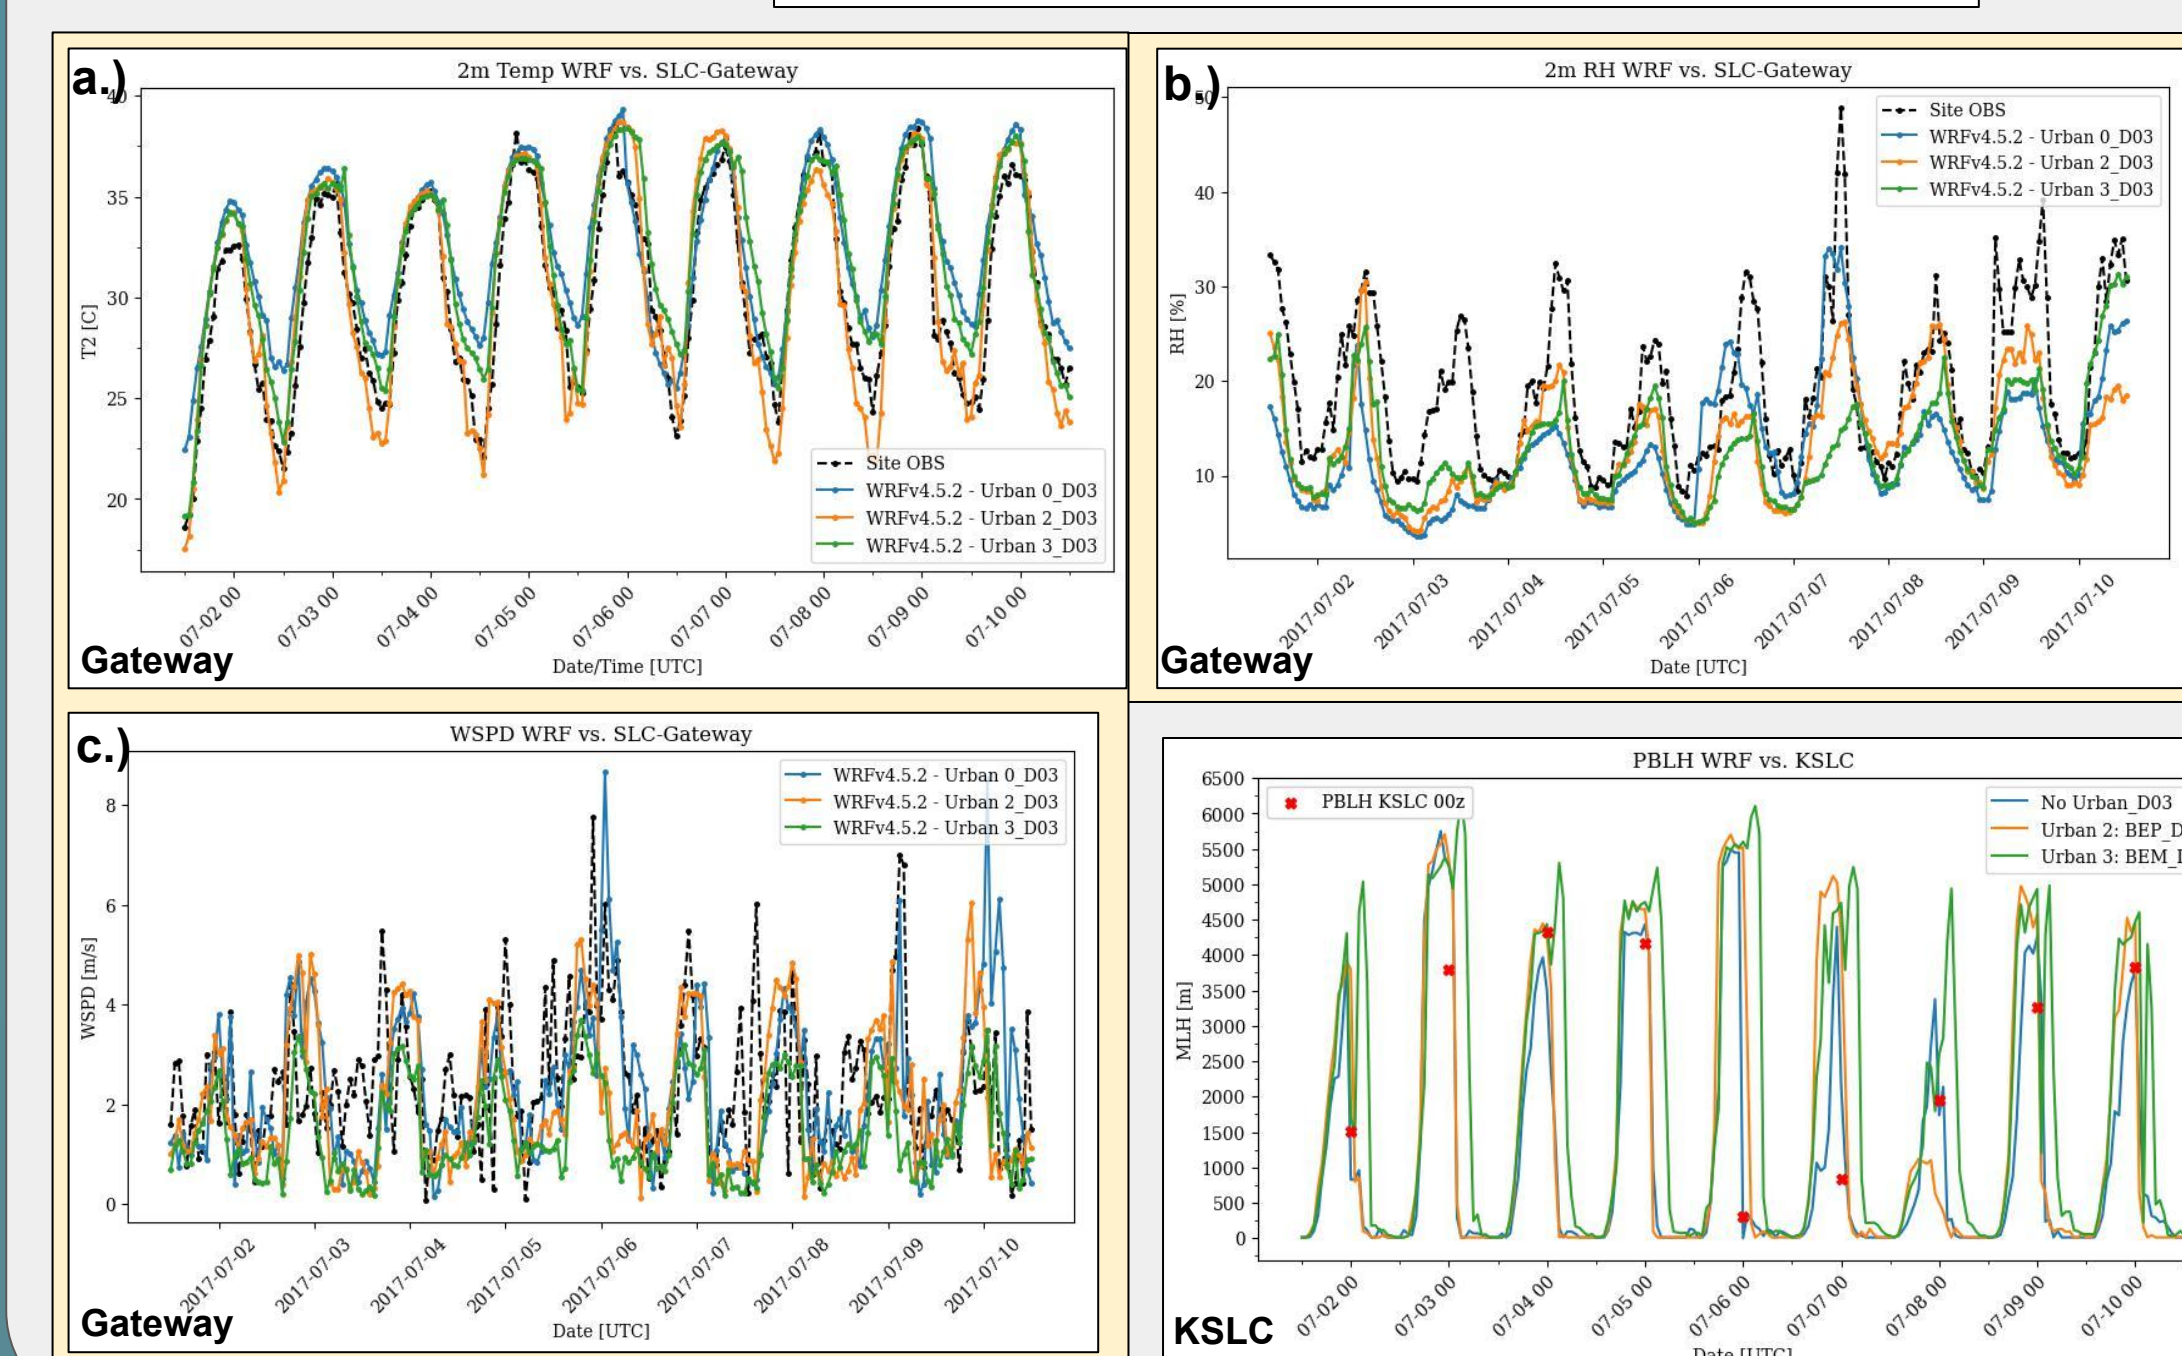 a.)
2m Temp WRF vs. SLC-Gateway
40
35
30
25
20
T2 [C]
Site OBS
WRFv4.5.2 - Urban 0_D03
WRFv4.5.2 - Urban 2_D03
WRFv4.5.2 - Urban 3_D03
07-02 00
07-03 00
07-04 00
07-05 00
07-06 00
07-07 00
07-08 00
07-09 00
07-10 00
Date/Time [UTC]
Gateway
b.)
2m RH WRF vs. SLC-Gateway
50
40
30
20
10
RH [%]
Site OBS
WRFv4.5.2 - Urban 0_D03
WRFv4.5.2 - Urban 2_D03
WRFv4.5.2 - Urban 3_D03
2017-07-02
2017-07-03
2017-07-04
2017-07-05
2017-07-06
2017-07-07
2017-07-08
2017-07-09
2017-07-10
Date [UTC]
Gateway
c.)
WSPD WRF vs. SLC-Gateway
8
6
4
2
0
WSPD [m/s]
WRFv4.5.2 - Urban 0_D03
WRFv4.5.2 - Urban 2_D03
WRFv4.5.2 - Urban 3_D03
2017-07-02
2017-07-03
2017-07-04
2017-07-05
2017-07-06
2017-07-07
2017-07-08
2017-07-09
2017-07-10
Date [UTC]
Gateway
PBLH WRF vs. KSLC
6500
6000
5500
5000
4500
4000
3500
3000
2500
2000
1500
1000
500
0
MLH [m]
PBLH KSLC 00z
No Urban_D03
Urban 2: BEP_D
Urban 3: BEM_
07-02 00
07-03 00
07-04 00
07-05 00
07-06 00
07-07 00
07-08 00
07-09 00
07-10 00
Date [UTC]
KSLC